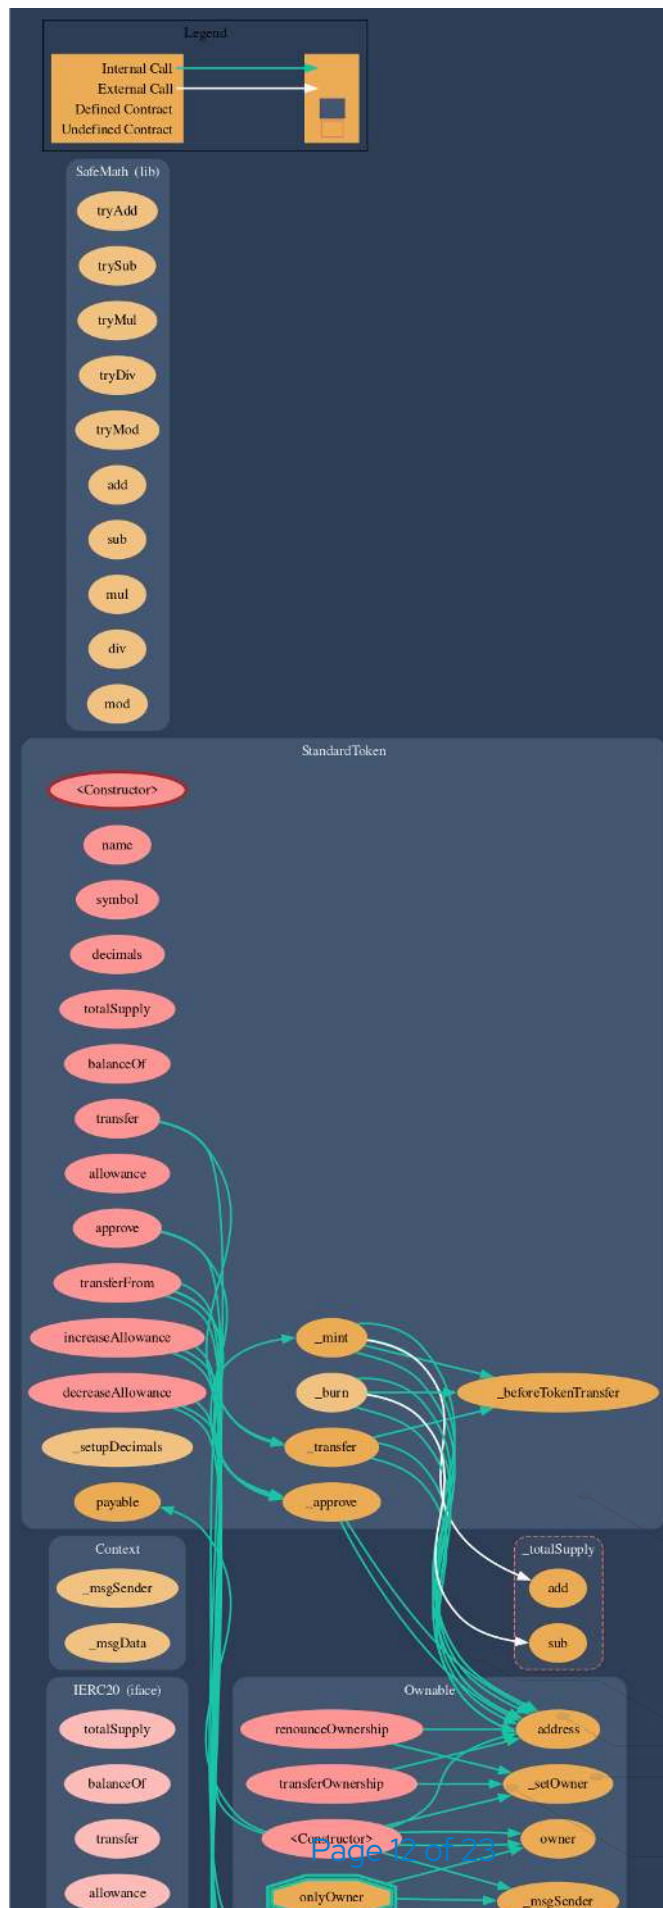 Legend
Internal Call
External Call
Defined Contract
Undefined Contract
SafeMath (lib)
tryAdd
trySub
tryMul
tryDiv
tryMod
add
sub
mul
div
mod
StandardToken
<Constructor>
name
symbol
decimals
totalSupply
balanceOf
transfer
allowance
approve
transferFrom
increaseAllowance
_mint
decreaseAllowance
_burn
_beforeTokenTransfer
_setupDecimals
_transfer
payable
_approve
Context
_totalSupply
_msgSender
add
_msgData
sub
IERC20 (iface)
Ownable
totalSupply
renounceOwnership
address
balanceOf
transferOwnership
_setOwner
transfer
<Constructor>
owner
Page 12 of 23
allowance
onlyOwner
_msgSender